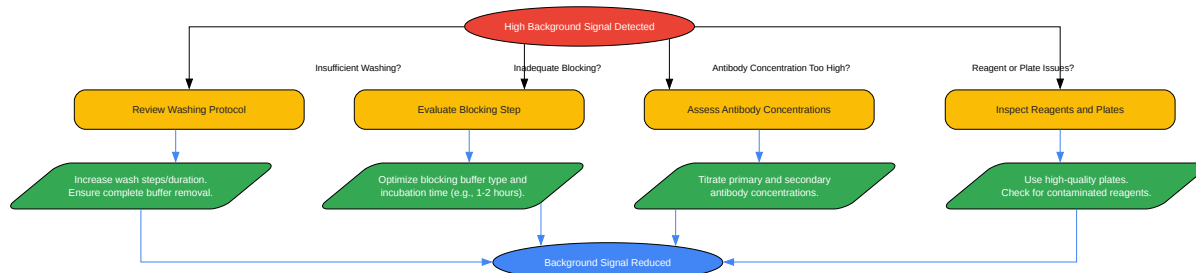 High Background Signal Detected
Insufficient Washing?
Inadequate Blocking?
Antibody Concentration Too High?
Reagent or Plate Issues?
Review Washing Protocol
Evaluate Blocking Step
Assess Antibody Concentrations
Inspect Reagents and Plates
Increase wash steps/duration.
Ensure complete buffer removal.
Optimize blocking buffer type and
incubation time (e.g., 1-2 hours).
Titrate primary and secondary
antibody concentrations.
Use high-quality plates.
Check for contaminated reagents.
Background Signal Reduced